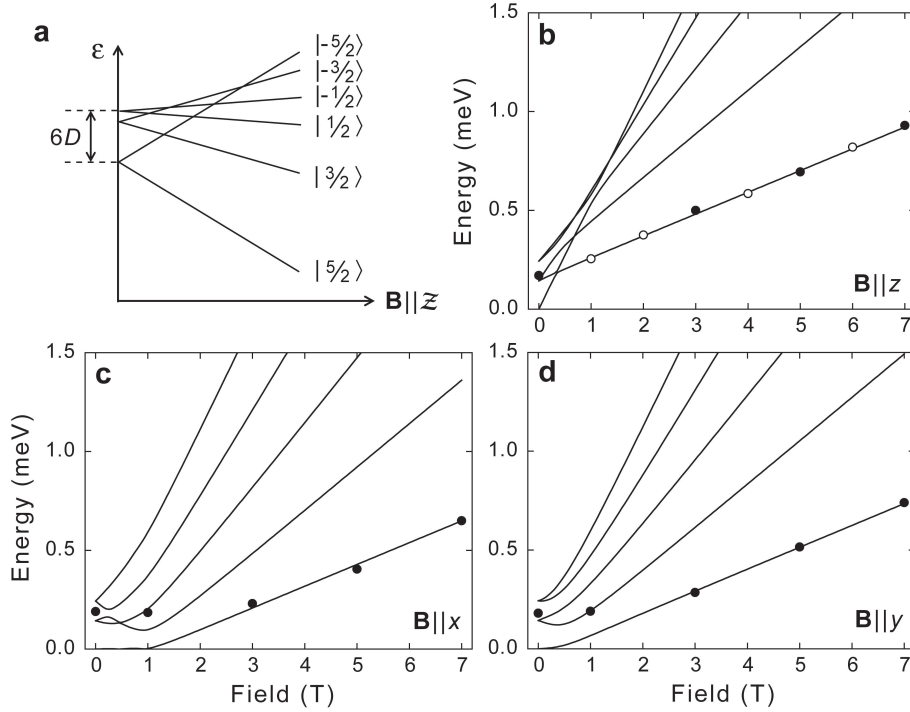 a
ε
6D
|-5/2⟩
|-3/2⟩
|-1/2⟩
|1/2⟩
|3/2⟩
|5/2⟩
B||z
b
Energy (meV)
1.5
1.0
0.5
0.0
0 1 2 3 4 5 6 7
B||z
c
Energy (meV)
1.5
1.0
0.5
0.0
0 1 3 5 7
Field (T)
B||x
d
Energy (meV)
1.5
1.0
0.5
0.0
0 1 2 3 4 5 6 7
Field (T)
B||y